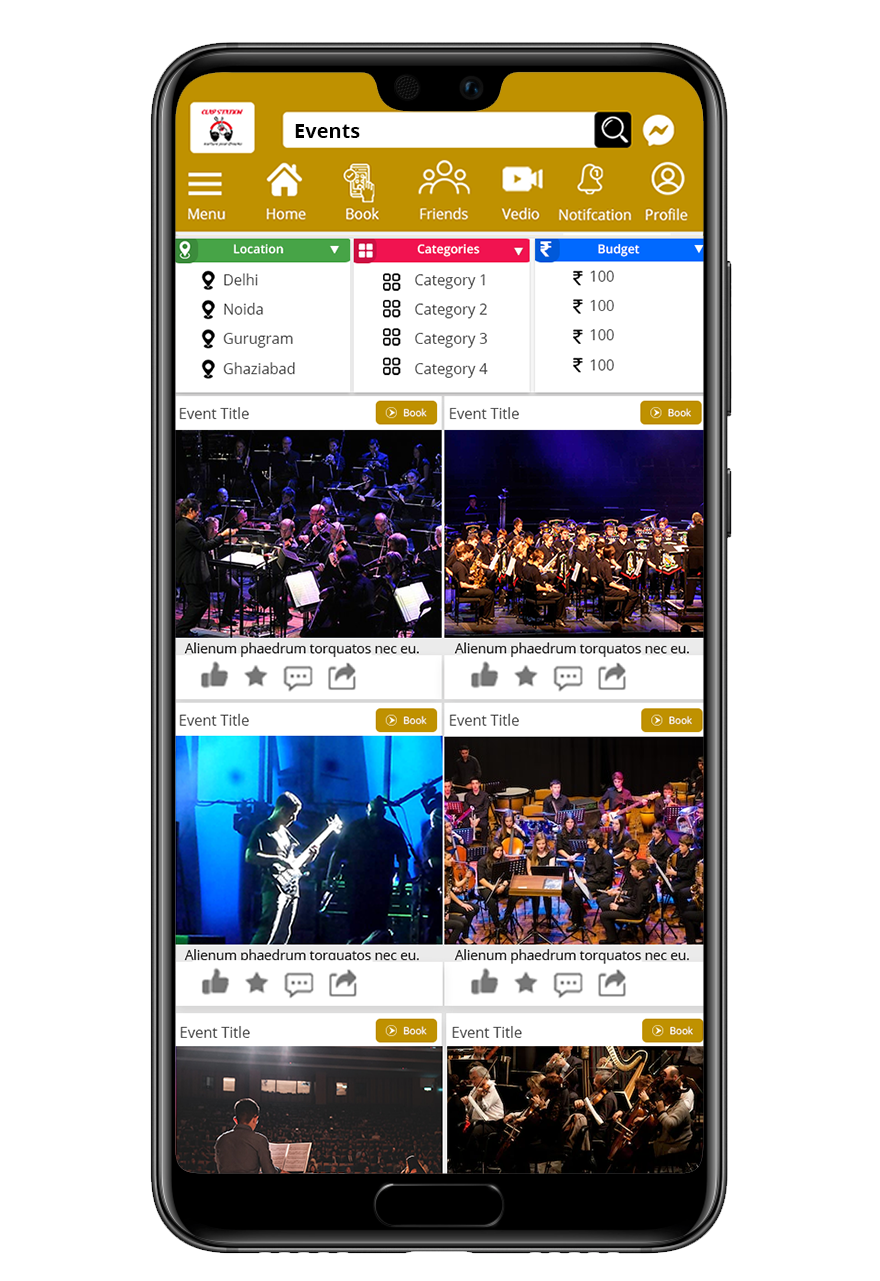 CLAP STATION
Events
Menu
Home
Book
Friends
Vedio
Notifcation
Profile
1
Location
Categories
₹ Budget
Delhi
Category 1
₹ 100
Noida
Category 2
₹ 100
Gurugram
Category 3
₹ 100
Ghaziabad
Category 4
₹ 100
Event Title
Book
Event Title
Book
Alienum phaedrum torquatos nec eu.
Alienum phaedrum torquatos nec eu.
Event Title
Book
Event Title
Book
Alienum phaedrum torquatos nec eu.
Alienum phaedrum torquatos nec eu.
Event Title
Book
Event Title
Book